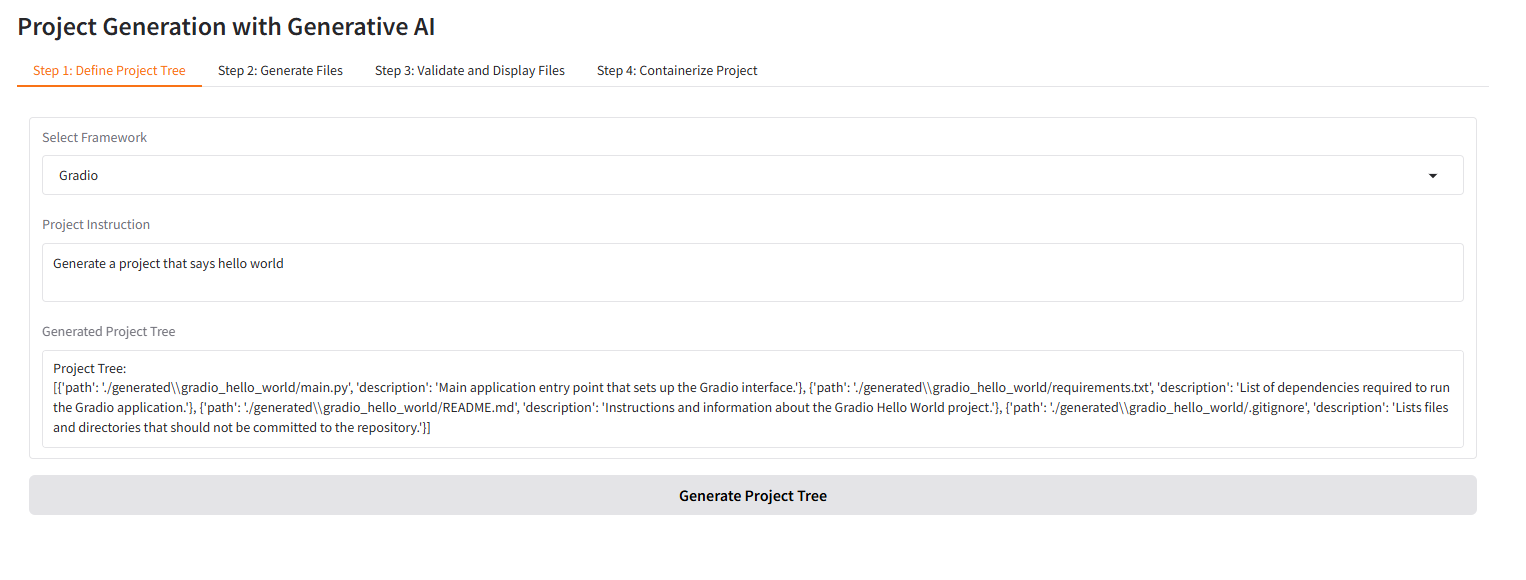 Project Generation with Generative AI
Step 1: Define Project Tree Step 2: Generate Files Step 3: Validate and Display Files Step 4: Containerize Project
Select Framework
Gradio
Project Instruction
Generate a project that says hello world
Generated Project Tree
Project Tree:
[{'path': './generated\\gradio_hello_world/main.py', 'description': 'Main application entry point that sets up the Gradio interface.'}, {'path': './generated\\gradio_hello_world/requirements.txt', 'description': 'List of dependencies required to run
the Gradio application.'}, {'path': './generated\\gradio_hello_world/README.md', 'description': 'Instructions and information about the Gradio Hello World project.'}, {'path': './generated\\gradio_hello_world/.gitignore', 'description': 'Lists files
and directories that should not be committed to the repository.'}]
Generate Project Tree